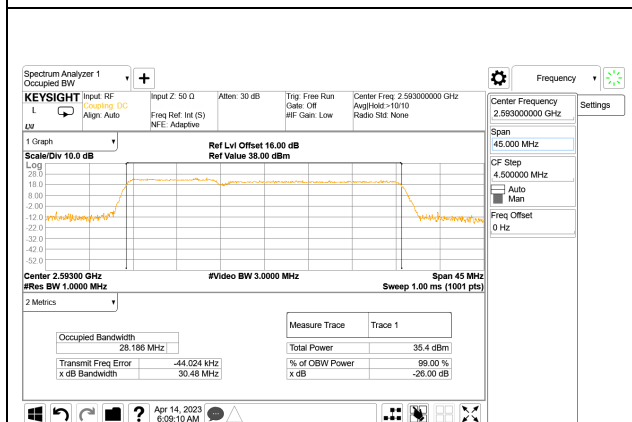 Spectrum Analyzer 1
Occupied BW
Frequency
KEYSIGHT
L
Input: RF
Coupling: DC
Align: Auto
Input Z: 50 Ω
Freq Ref: Int (S)
NFE: Adaptive
Atten: 30 dB
Trig: Free Run
Gate: Off
#IF Gain: Low
Center Freq: 2.593000000 GHz
Avg|Hold:>10/10
Radio Std: None
Center Frequency
2.593000000 GHz
Settings
Span
45.000 MHz
CF Step
4.500000 MHz
Auto
Man
Freq Offset
0 Hz
1 Graph
Scale/Div 10.0 dB
Ref Lvl Offset 16.00 dB
Ref Value 38.00 dBm
Log
28.0
18.0
8.00
-2.00
-12.0
-22.0
-32.0
-42.0
-52.0
Center 2.59300 GHz
#Res BW 1.0000 MHz
#Video BW 3.0000 MHz
Span 45 MHz
Sweep 1.00 ms (1001 pts)
2 Metrics
Measure Trace Trace 1
Occupied Bandwidth
28.186 MHz
Total Power 35.4 dBm
Transmit Freq Error -44.024 kHz
% of OBW Power 99.00 %
x dB Bandwidth 30.48 MHz
x dB -26.00 dB
Apr 14, 2023
6:09:10 AM